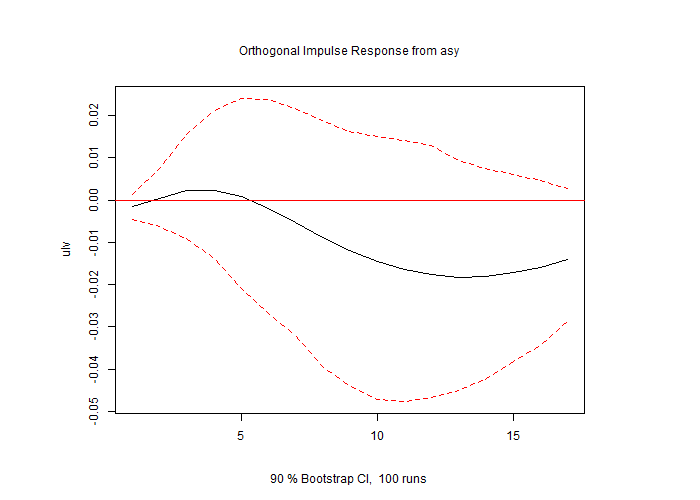 Orthogonal Impulse Response from asy
0.02
0.01
0.00
-0.01
-0.02
-0.03
-0.04
-0.05
ulv
5 10 15
90 % Bootstrap CI, 100 runs